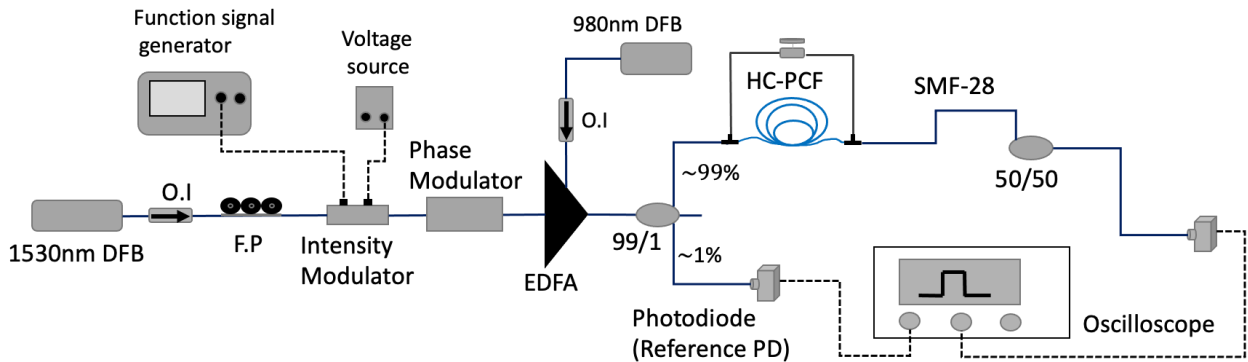 Function signal
generator
Voltage
source
980nm DFB
O.I
HC-PCF
SMF-28
Phase
Modulator
~99%
50/50
O.I
1530nm DFB
F.P
Intensity
Modulator
EDFA
99/1
~1%
Photodiode
(Reference PD)
Oscilloscope